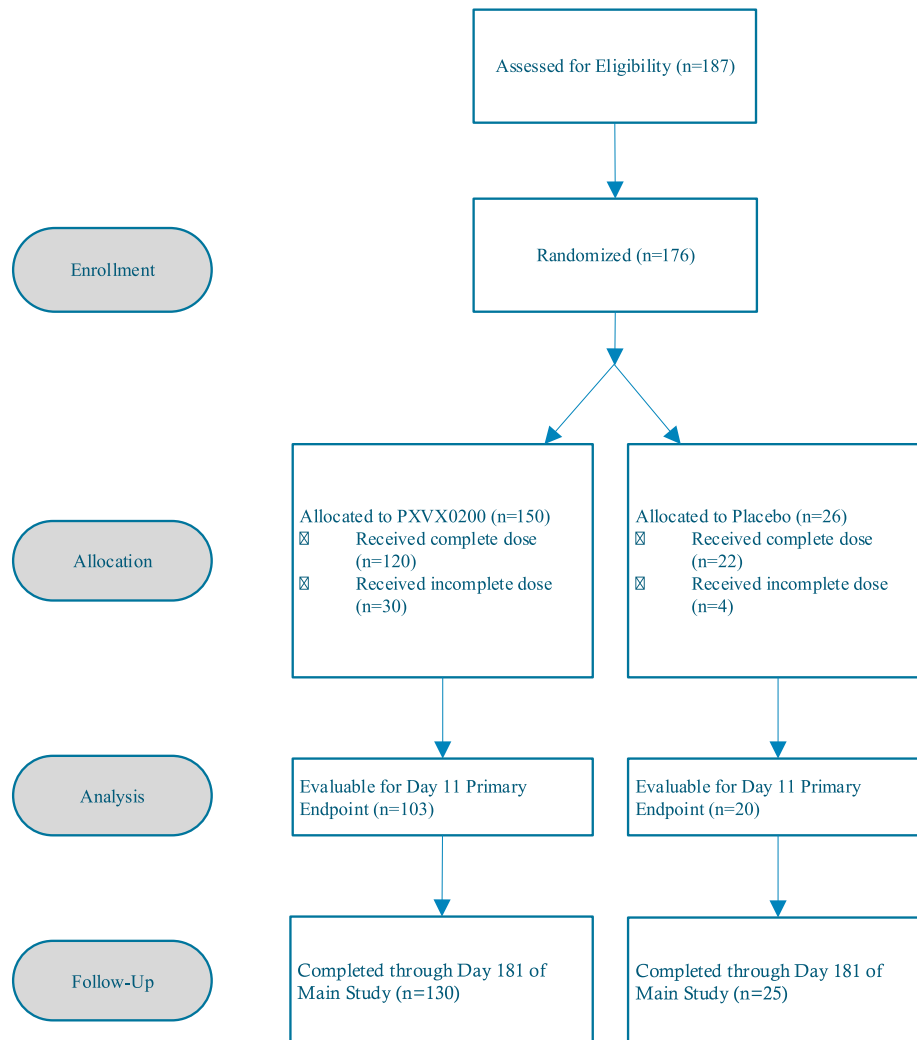 Assessed for Eligibility (n=187)
Enrollment
Randomized (n=176)
Allocation
Allocated to PXVX0200 (n=150)
Received complete dose
(n=120)
Received incomplete dose
(n=30)
Allocated to Placebo (n=26)
Received complete dose
(n=22)
Received incomplete dose
(n=4)
Analysis
Evaluable for Day 11 Primary
Endpoint (n=103)
Evaluable for Day 11 Primary
Endpoint (n=20)
Follow-Up
Completed through Day 181 of
Main Study (n=130)
Completed through Day 181 of
Main Study (n=25)